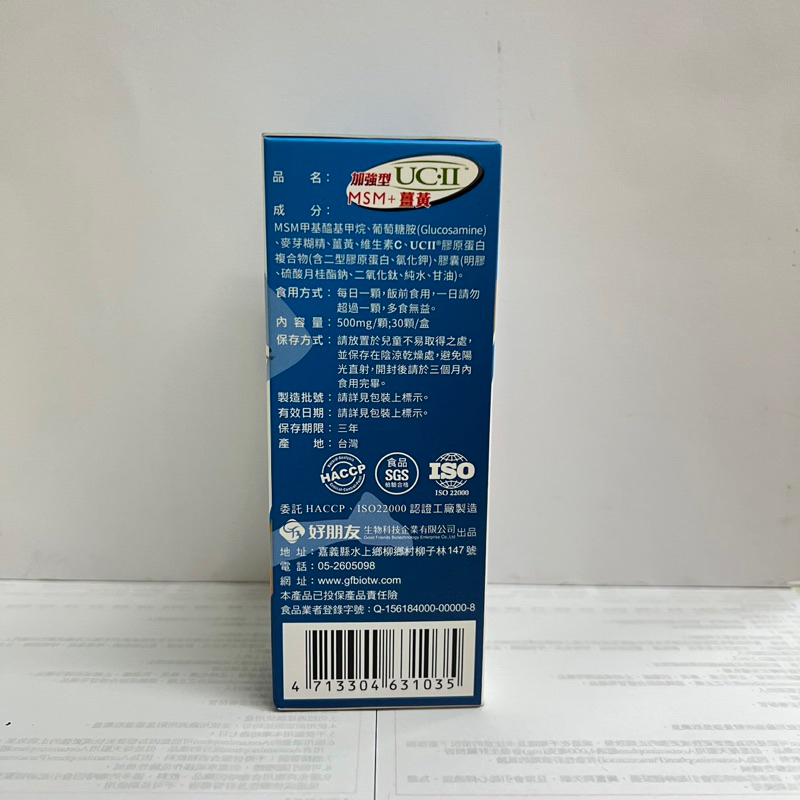 品 名： 加強型 UC·II™
MSM+薑黃
成 分：
MSM甲基醯基甲烷、葡萄糖胺(Glucosamine)
、麥芽糊精、薑黃、維生素C、UCII®膠原蛋白
複合物(含二型膠原蛋白、氯化鉀)、膠囊(明膠
、硫酸月桂酯鈉、二氧化鈦、純水、甘油)。
食用方式：每日一顆，飯前食用，一日請勿
超過一顆，多食無益。
內 容 量：500mg/顆;30顆/盒
保存方式：請放置於兒童不易取得之處，
並保存在陰涼乾燥處，避免陽
光直射，開封後請於三個月內
食用完畢。
製造批號：請詳見包裝上標示。
有效日期：請詳見包裝上標示。
保存期限：三年
產 地：台灣
HACCP
食品
SGS
檢驗合格
ISO
ISO 22000
委託 HACCP、ISO22000 認證工廠製造
好朋友 生物科技企業有限公司 出品
Good Friends Biotechnology Enterprise Co.,Ltd
地 址：嘉義縣水上鄉柳鄉村柳子林147號
電 話：05-2605098
網 址：www.gfbiotw.com
本產品已投保產品責任險
食品業者登錄字號：Q-156184000-00000-8
4 713304 631035